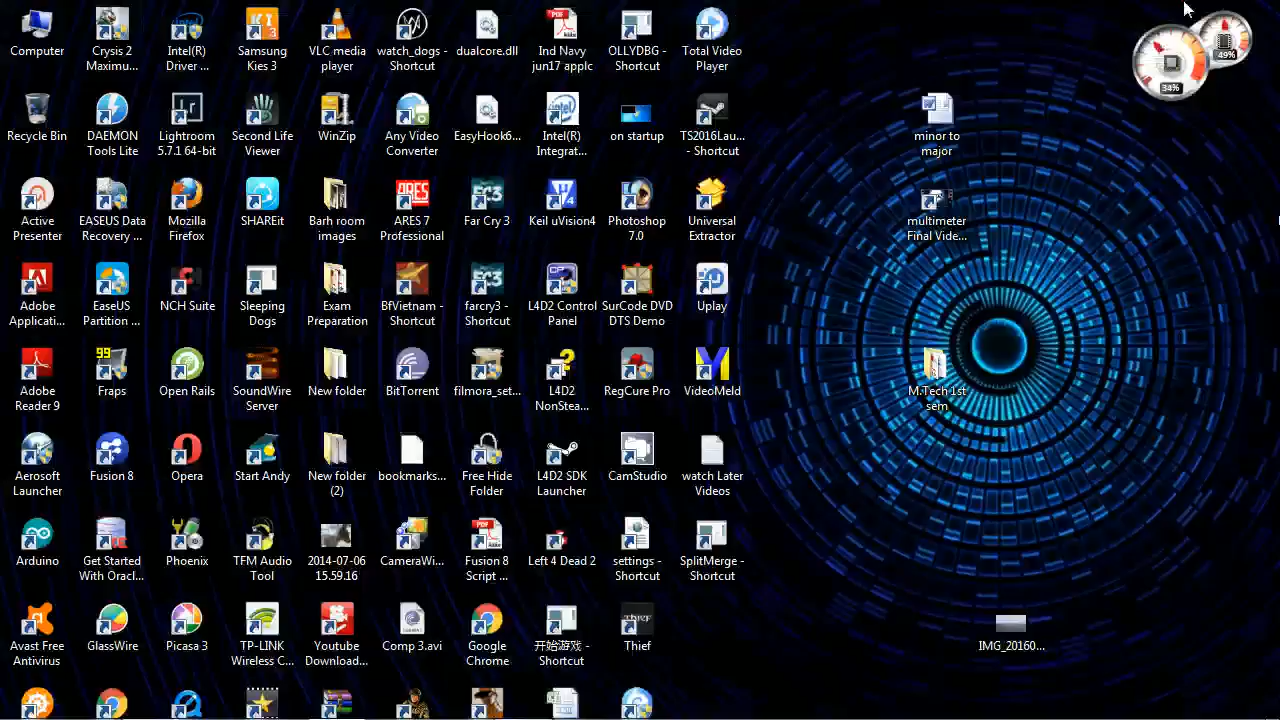 Computer
Crysis 2
Maximu...
Intel(R)
Driver ...
Samsung
Kies 3
VLC media
player
watch_dogs -
Shortcut
dualcore.dll
Ind Navy
jun17 applc
OLLYDBG -
Shortcut
Total Video
Player
49%
34%
Recycle Bin
DAEMON
Tools Lite
Lightroom
5.7.1 64-bit
Second Life
Viewer
WinZip
Any Video
Converter
EasyHook6...
Intel(R)
Integrat...
on startup
TS2016Lau...
- Shortcut
minor to
major
Active
Presenter
EASEUS Data
Recovery ...
Mozilla
Firefox
SHAREit
Barh room
images
ARES 7
Professional
Far Cry 3
Keil uVision4
Photoshop
7.0
Universal
Extractor
multimeter
Final Vide...
Adobe
Applicati...
EaseUS
Partition ...
NCH Suite
Sleeping
Dogs
Exam
Preparation
BfVietnam -
Shortcut
farcry3 -
Shortcut
L4D2 Control
Panel
SurCode DVD
DTS Demo
Uplay
Adobe
Reader 9
Fraps
Open Rails
SoundWire
Server
New folder
BitTorrent
filmora_set...
L4D2
NonStea...
RegCure Pro
VideoMeld
M.Tech 1st
sem
Aerosoft
Launcher
Fusion 8
Opera
Start Andy
New folder
(2)
bookmarks...
Free Hide
Folder
L4D2 SDK
Launcher
CamStudio
watch Later
Videos
Arduino
Get Started
With Oracl...
Phoenix
TFM Audio
Tool
2014-07-06
15.59.16
CameraWi...
Fusion 8
Script ...
Left 4 Dead 2
settings -
Shortcut
SplitMerge -
Shortcut
Avast Free
Antivirus
GlassWire
Picasa 3
TP-LINK
Wireless C...
Youtube
Download...
Comp 3.avi
Google
Chrome
开始游戏 -
Shortcut
Thief
IMG_20160...